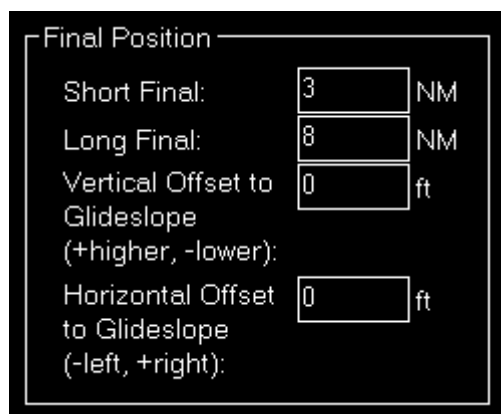 Final Position
Short Final: 3 NM
Long Final: 8 NM
Vertical Offset to 0 ft
Glideslope
(+higher, -lower):
Horizontal Offset 0 ft
to Glideslope
(-left, +right):